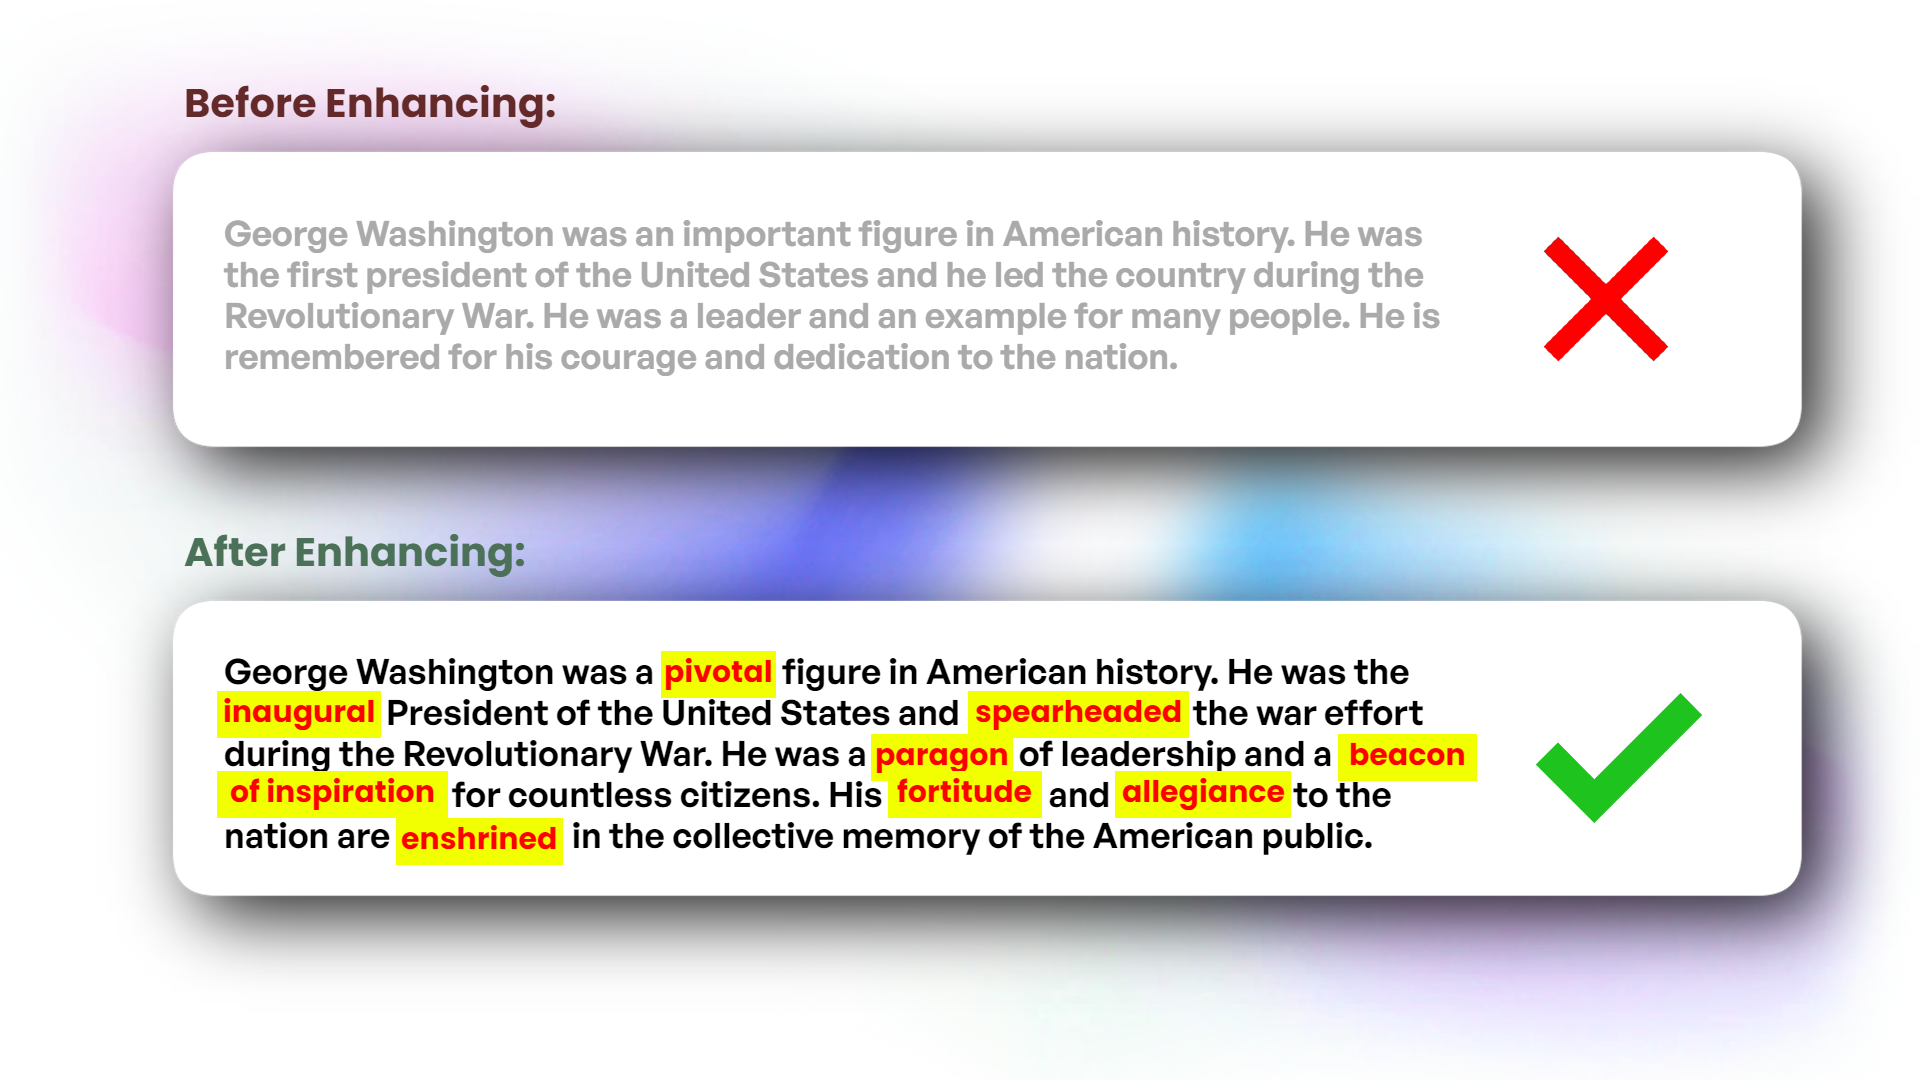 Before Enhancing:
George Washington was an important figure in American history. He was
the first president of the United States and he led the country during the
Revolutionary War. He was a leader and an example for many people. He is
remembered for his courage and dedication to the nation.
After Enhancing:
George Washington was a pivotal figure in American history. He was the
inaugural President of the United States and spearheaded the war effort
during the Revolutionary War. He was a paragon of leadership and a beacon
of inspiration for countless citizens. His fortitude and allegiance to the
nation are enshrined in the collective memory of the American public.